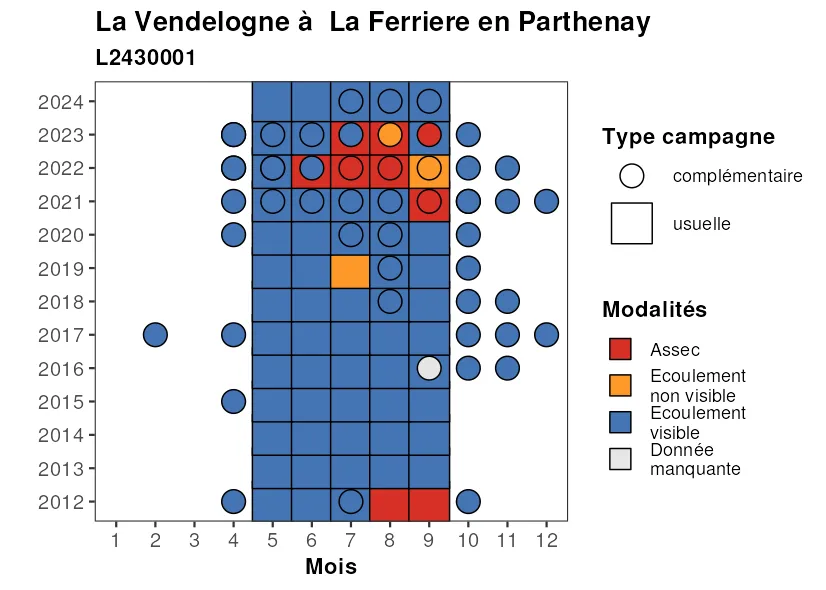 La Vendelogne à  La Ferriere en Parthenay
L2430001
2024
2023
2022
2021
2020
2019
2018
2017
2016
2015
2014
2013
2012
1 2 3 4 5 6 7 8 9 10 11 12
Mois
Type campagne
complémentaire
usuelle
Modalités
Assec
Ecoulement
non visible
Ecoulement
visible
Donnée
manquante